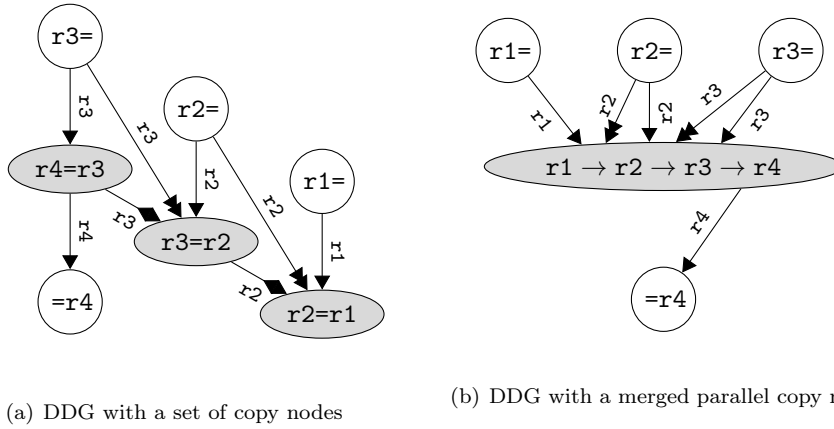 r3=
r3
r3
r2=
r4=r3
r2
r2
r1=
r4
r3
r3=r2
r1
=r4
r2
r2=r1
(a) DDG with a set of copy nodes
r1=
r2=
r3=
r1
r2
r2
r3
r3
r1 → r2 → r3 → r4
r4
=r4
(b) DDG with a merged parallel copy